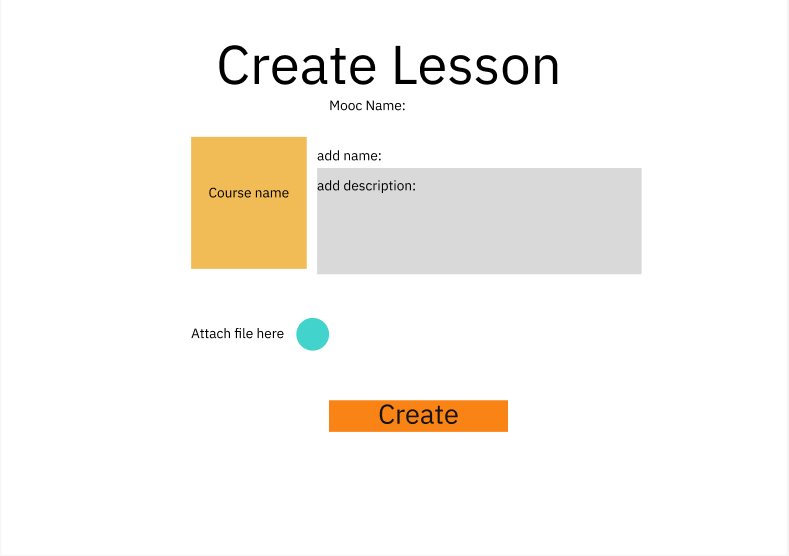 Create Lesson
Mooc Name:
add name:
add description:
Course name
Attach file here
Create